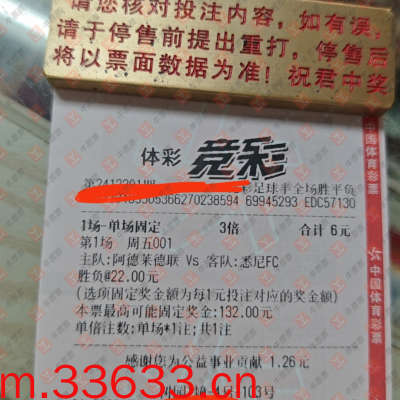 请您核对投注内容，如有误，
请于停售前提出重打，停售后
将以票面数据为准！祝君中奖
体彩 竞彩
足球半全场胜平负
5366270238594 69945293 EDC57130
1场-单场固定 3倍 合计 6元
第1场 周五001
主队:阿德莱德联 Vs 客队:悉尼FC
胜负@22.00元
(选项固定奖金额为每1元投注对应的奖金额)
本票最高可能固定奖金:132.00元
单倍注数:单场*1注;共1注
感谢您为公益事业贡献 1.26元
m.33633.cn
103号
中国体育彩票
中国体育彩票